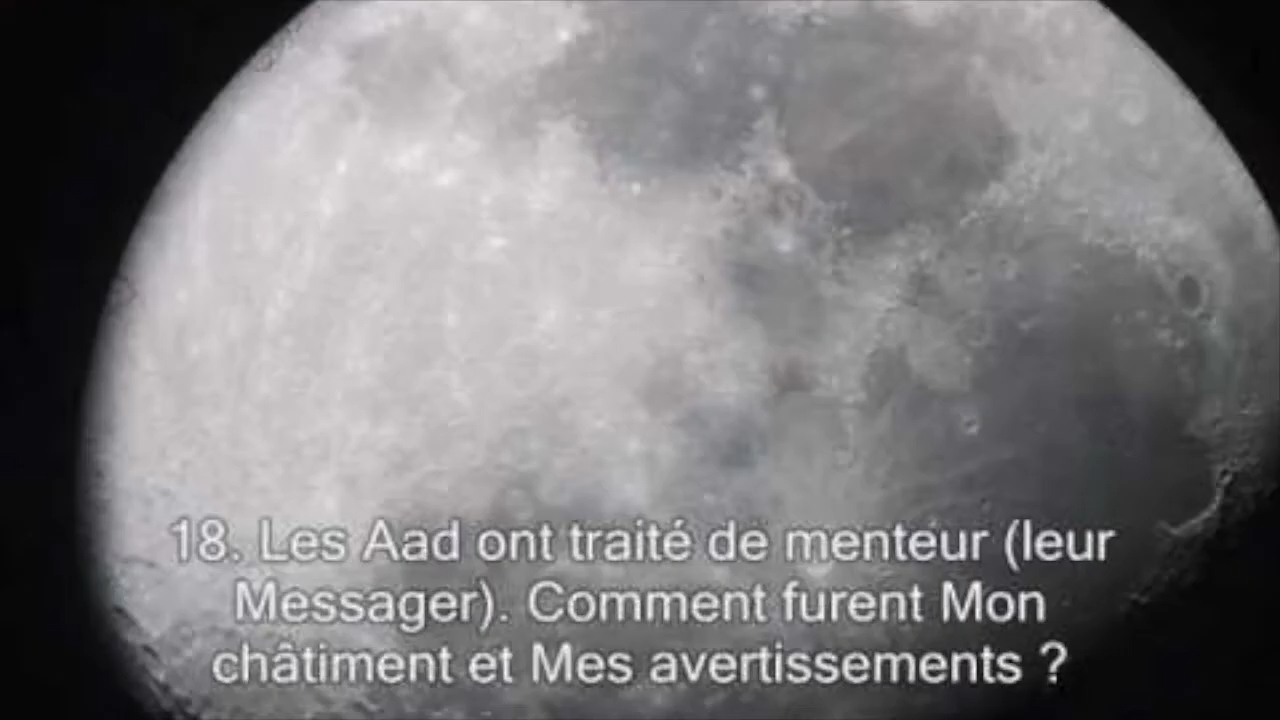 18. Les Aad ont traité de menteur (leur
Messager). Comment furent Mon
châtiment et Mes avertissements ?